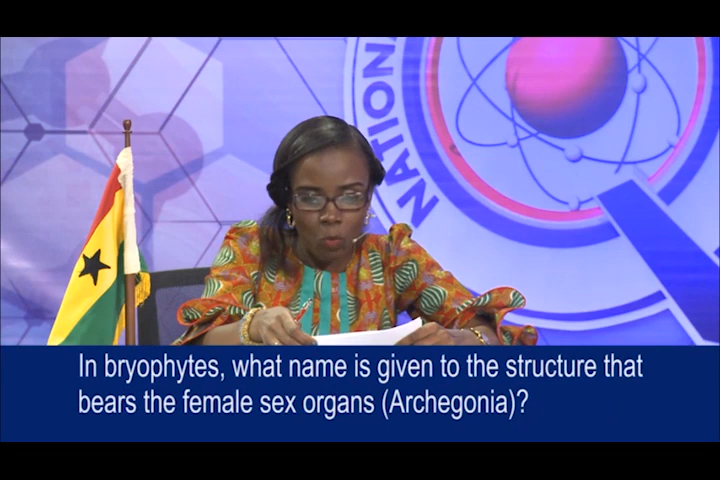 NATION
In bryophytes, what name is given to the structure that
bears the female sex organs (Archegonia)?